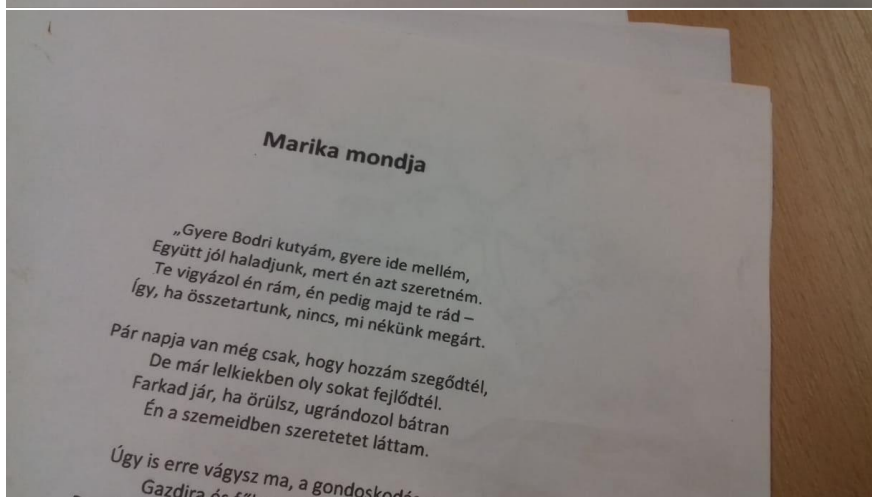 Marika mondja
„Gyere Bodri kutyám, gyere ide mellém,
Együtt jól haladjunk, mert én azt szeretném.
Te vigyázol én rám, én pedig majd te rád –
Így, ha összetartunk, nincs, mi nékünk megárt.
Pár napja van még csak, hogy hozzám szegődtél,
De már lelkiekben oly sokat fejlődtél.
Farkad jár, ha örülsz, ugrándozol bátran
Én a szemeidben szeretetet láttam.
Úgy is erre vágysz ma, a
Gazdira és